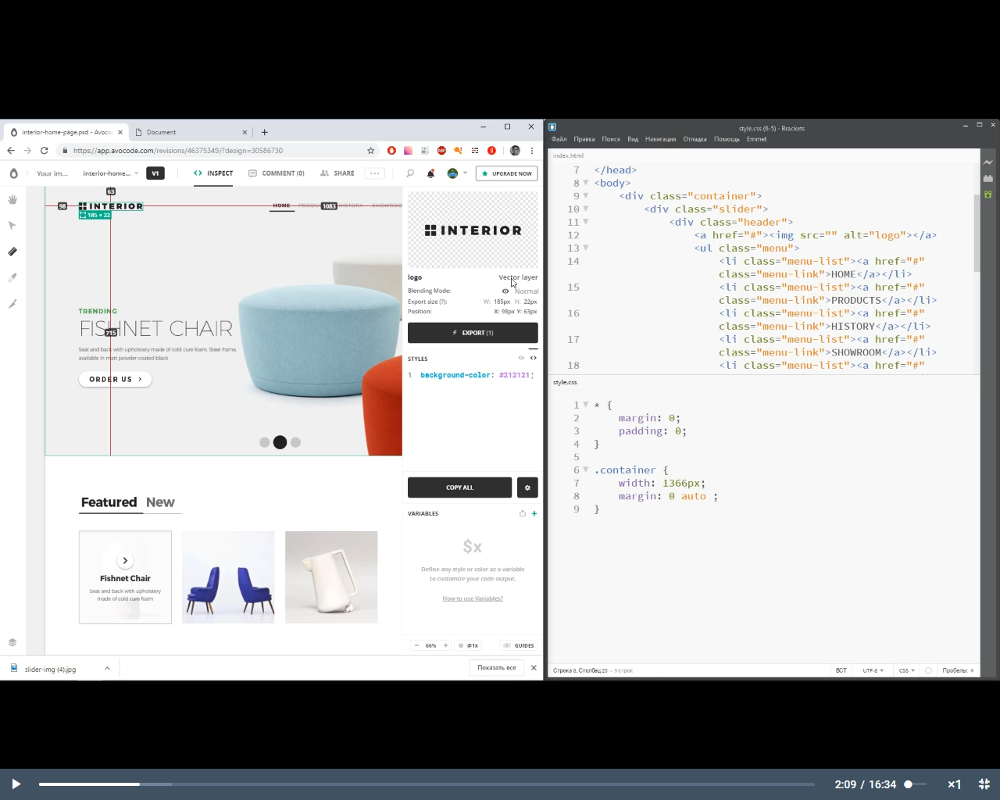 interior-home-page.psd - Avoco
Document
https://app.avocode.com/revisions/46375349/?design=30586730
Your im...
interior-home...
V1
INSPECT
COMMENT (0)
SHARE
UPGRADE NOW
63
98
INTERIOR
HOME
1083
HISTORY
185 × 22
TRENDING
FISHNET CHAIR
715
Seat and back with upholstery made of cold cure foam. Steel frame,
available in matt powder-coated black
ORDER US
Featured
New
Fishnet Chair
Seat and back with upholstery
made of cold cure foam
INTERIOR
logo
Vector layer
Blending Mode:
Normal
Export size (?):
W: 185px H: 22px
Position:
X: 98px Y: 63px
EXPORT (1)
STYLES
1 background-color: #212121;
COPY ALL
VARIABLES
$x
Define any style or color as a variable
to customize your code output.
How to use Variables?
66%
@1x
GUIDES
slider-img (4).jpg
Показать все
style.css (6-5) - Brackets
Файл Правка Поиск Вид Навигация Отладка Помощь Emmet
index.html
7 </head>
8 <body>
9 <div class="container">
10 <div class="slider">
11 <div class="header">
12 <a href="#"><img src="" alt="logo"></a>
13 <ul class="menu">
14 <li class="menu-list"><a href="#"
class="menu-link">HOME</a></li>
15 <li class="menu-list"><a href="#"
class="menu-link">PRODUCTS</a></li>
16 <li class="menu-list"><a href="#"
class="menu-link">HISTORY</a></li>
17 <li class="menu-list"><a href="#"
class="menu-link">SHOWROOM</a></li>
18 <li class="menu-list"><a href="#"
style.css
1 * {
2 margin: 0;
3 padding: 0;
4 }
5
6 .container {
7 width: 1366px;
8 margin: 0 auto ;
9 }
Строка 8, Столбец 20 — 9 строк
ВСТ
UTF-8
CSS
Пробелы: 4
2:09 / 16:34
×1